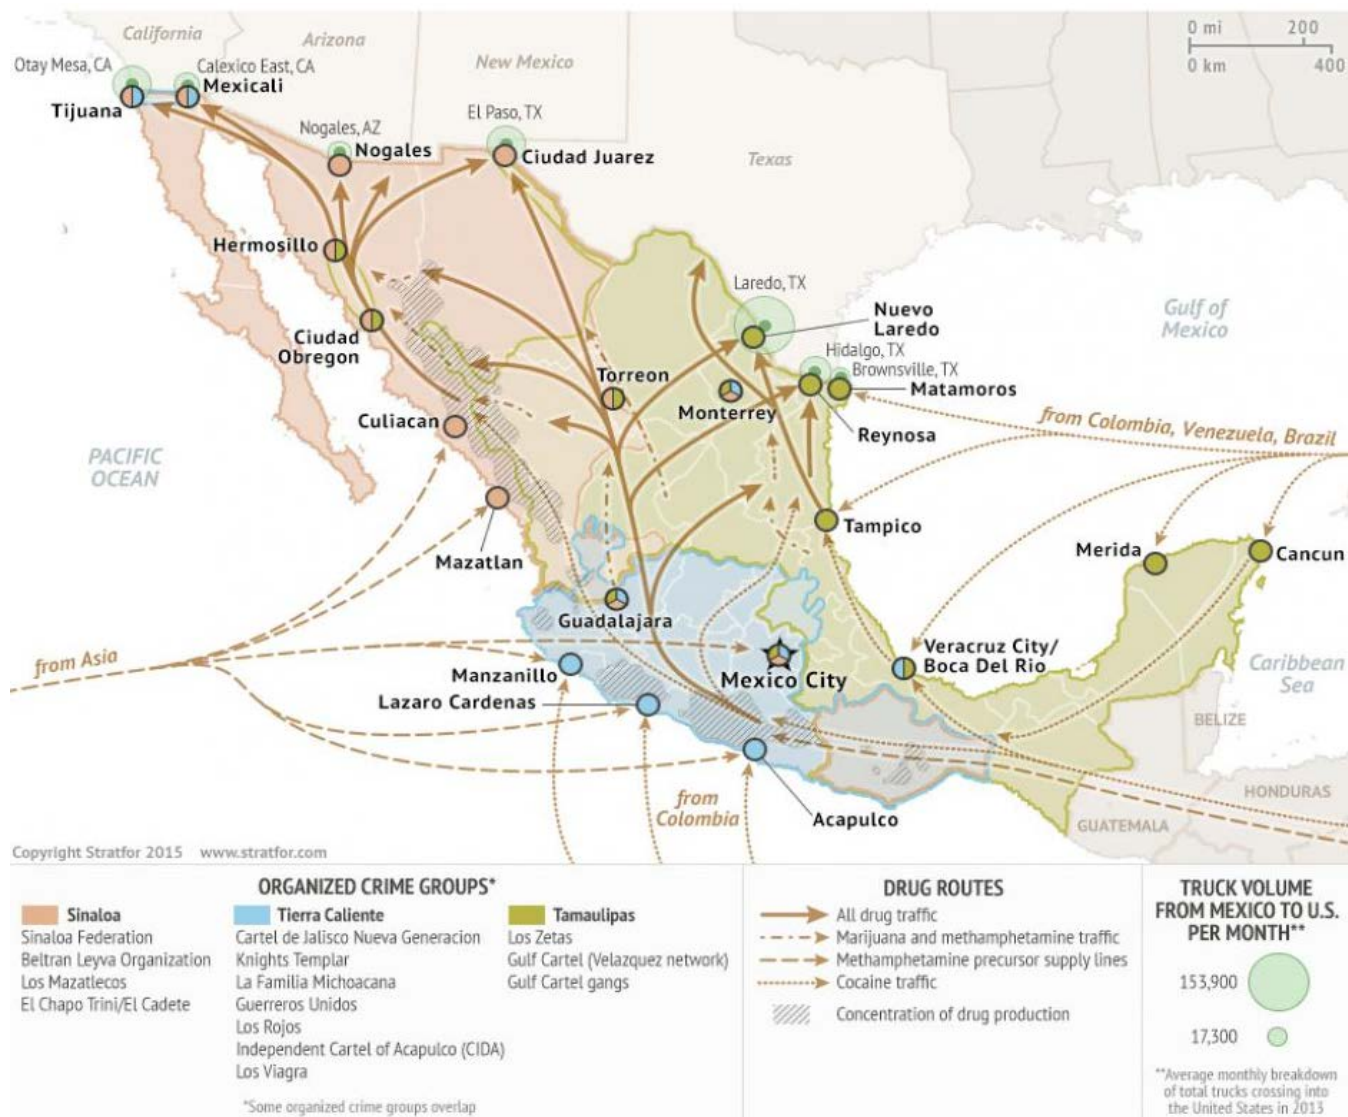 California
Arizona
New Mexico
Texas
0 mi 200
0 km 400
Otay Mesa, CA
Calexico East, CA
Mexicali
Tijuana
Nogales, AZ
Nogales
El Paso, TX
Ciudad Juarez
Hermosillo
Ciudad
Obregon
Laredo, TX
Nuevo
Laredo
Gulf of
Mexico
Hidalgo, TX
Brownsville, TX
Matamoros
Torreon
Monterrey
Reynosa
Culiacan
from Colombia, Venezuela, Brazil
PACIFIC
OCEAN
Mazatlan
Tampico
Merida
Cancun
Guadalajara
from Asia
Manzanillo
Mexico City
Veracruz City/
Boca Del Rio
Caribbean
Sea
Lazaro Cardenas
BELIZE
from
Colombia
Acapulco
HONDURAS
GUATEMALA
Copyright Stratfor 2015 www.stratfor.com
ORGANIZED CRIME GROUPS*
Sinaloa
Sinaloa Federation
Beltran Leyva Organization
Los Mazatlecos
El Chapo Trini/El Cadete
Tierra Caliente
Cartel de Jalisco Nueva Generacion
Knights Templar
La Familia Michoacana
Guerreros Unidos
Los Rojos
Independent Cartel of Acapulco (CIDA)
Los Viagra
Tamaulipas
Los Zetas
Gulf Cartel (Velazquez network)
Gulf Cartel gangs
*Some organized crime groups overlap
DRUG ROUTES
All drug traffic
Marijuana and methamphetamine traffic
Methamphetamine precursor supply lines
Cocaine traffic
Concentration of drug production
TRUCK VOLUME
FROM MEXICO TO U.S.
PER MONTH**
153,900
17,300
**Average monthly breakdown
of total trucks crossing into
the United States in 2013